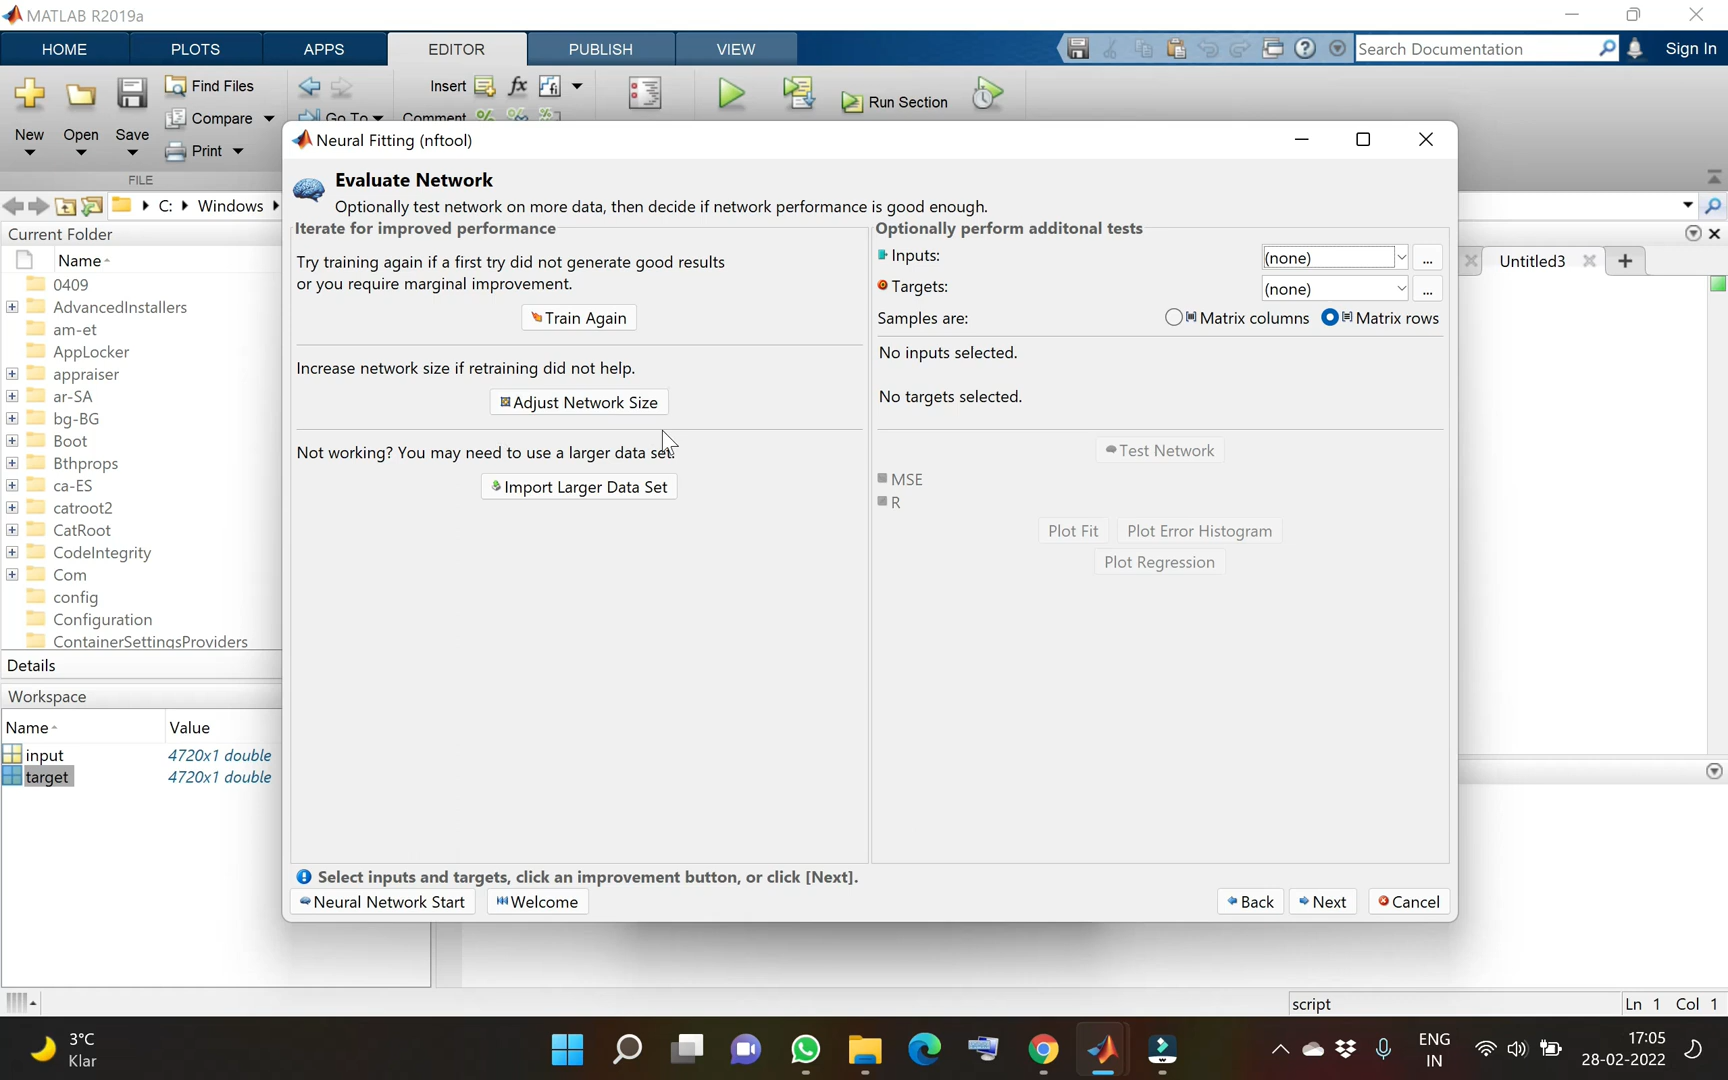 MATLAB R2019a
HOME PLOTS APPS EDITOR PUBLISH VIEW
Search Documentation
Sign In
New
Open
Save
Find Files
Compare
Print
FILE
Insert
Comment
Go To
Run Section
C: Windows
Current Folder
Name
0409
AdvancedInstallers
am-et
AppLocker
appraiser
ar-SA
bg-BG
Boot
Bthprops
ca-ES
catroot2
CatRoot
CodeIntegrity
Com
config
Configuration
ContainerSettingsProviders
Details
Workspace
Name Value
input 4720x1 double
target 4720x1 double
Neural Fitting (nftool)
Evaluate Network
Optionally test network on more data, then decide if network performance is good enough.
Iterate for improved performance
Try training again if a first try did not generate good results
or you require marginal improvement.
Train Again
Increase network size if retraining did not help.
Adjust Network Size
Not working? You may need to use a larger data set.
Import Larger Data Set
Optionally perform additonal tests
Inputs: (none) ...
Targets: (none) ...
Samples are: Matrix columns Matrix rows
No inputs selected.
No targets selected.
Test Network
MSE
R
Plot Fit Plot Error Histogram
Plot Regression
Select inputs and targets, click an improvement button, or click [Next].
Neural Network Start Welcome Back Next Cancel
Untitled3
script
Ln 1 Col 1
3°C
Klar
ENG
IN
17:05
28-02-2022